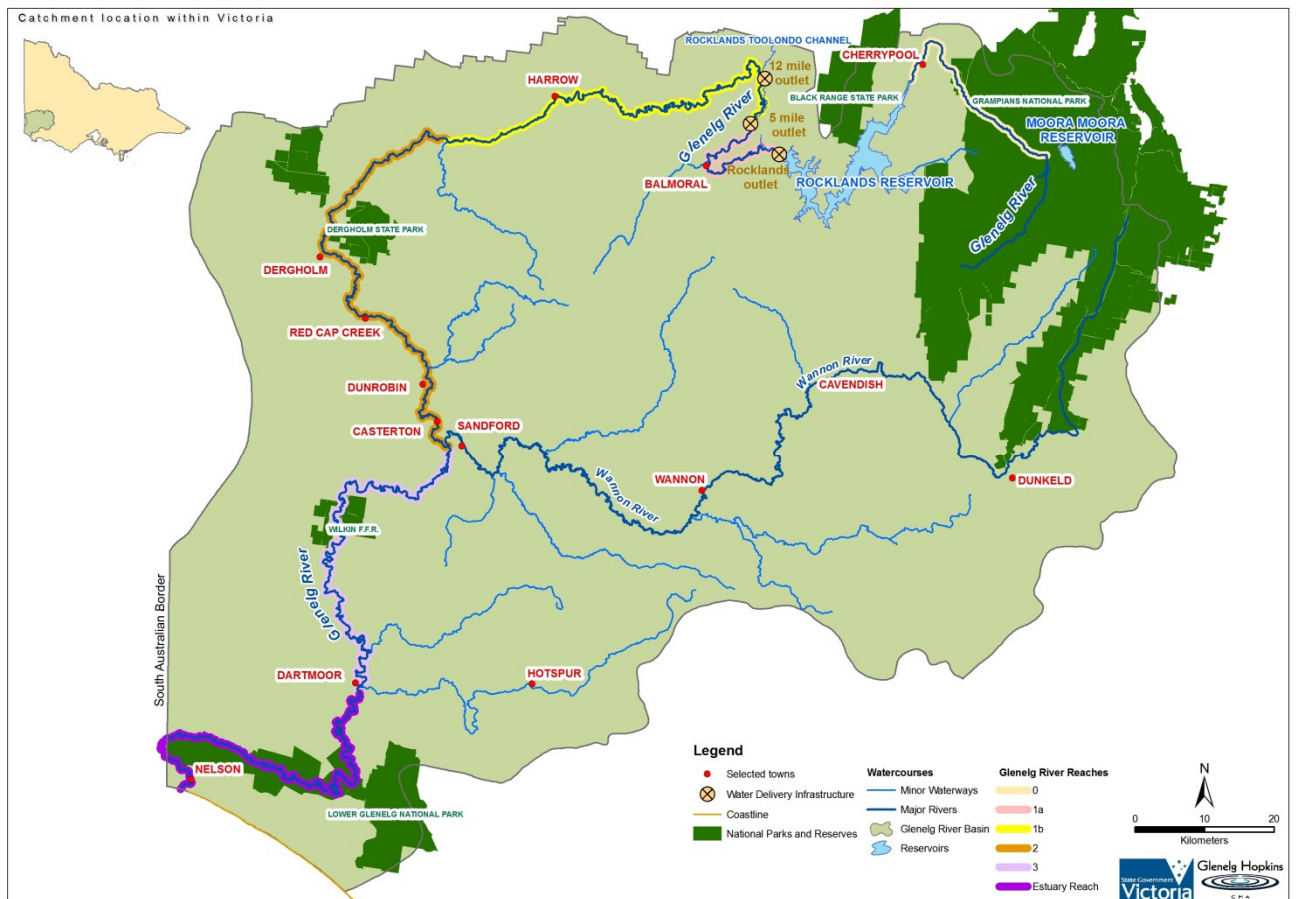 Catchment location within Victoria
ROCKLANDS TOOLONDO CHANNEL
CHERRYPOOL
12 mile
outlet
HARROW
BLACK RANGE STATE PARK
GRAMPIANS NATIONAL PARK
Glenelg River
5 mile
outlet
MOORA MOORA
RESERVOIR
BALMORAL
Rocklands
outlet
ROCKLANDS RESERVOIR
Glenelg River
DERGHOLM STATE PARK
DERGHOLM
RED CAP CREEK
DUNROBIN
Wannon River
CAVENDISH
CASTERTON
SANDFORD
WANNON
DUNKELD
Wannon River
WILKIN F.F.R.
Glenelg River
South Australian Border
DARTMOOR
HOTSPUR
NELSON
LOWER GLENELG NATIONAL PARK
Legend
Selected towns
Water Delivery Infrastructure
Coastline
National Parks and Reserves
Watercourses
Minor Waterways
Major Rivers
Glenelg River Basin
Reservoirs
Glenelg River Reaches
0
1a
1b
2
3
Estuary Reach
N
0 10 20
Kilometers
State Government
Victoria
Glenelg Hopkins
CMA